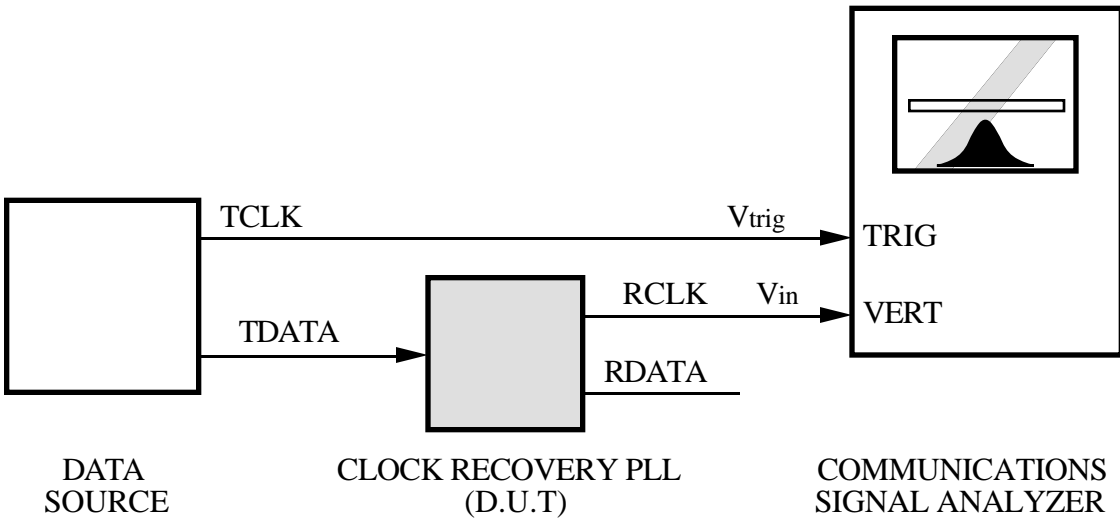 TCLK
Vtrig
TRIG
RCLK
Vin
VERT
TDATA
RDATA
DATA
SOURCE
CLOCK RECOVERY PLL
(D.U.T)
COMMUNICATIONS
SIGNAL ANALYZER